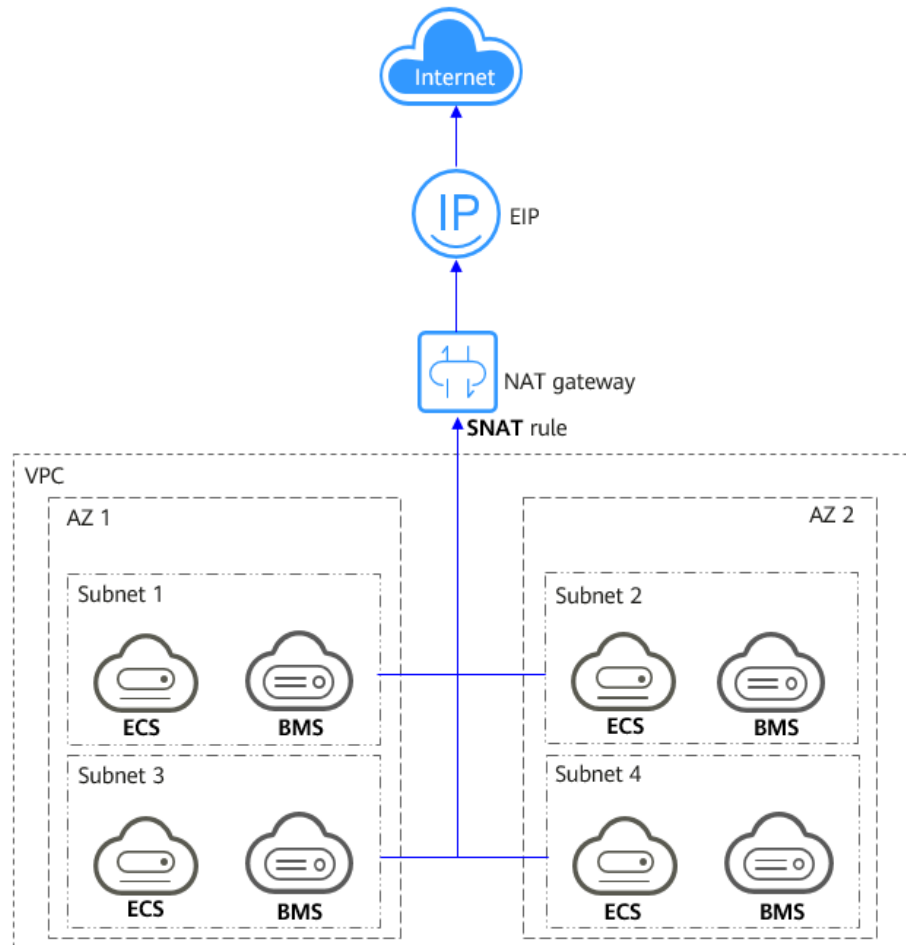 Internet
IP
EIP
NAT gateway
SNAT rule
VPC
AZ 1
AZ 2
Subnet 1
Subnet 2
ECS
BMS
ECS
BMS
Subnet 3
Subnet 4
ECS
BMS
ECS
BMS